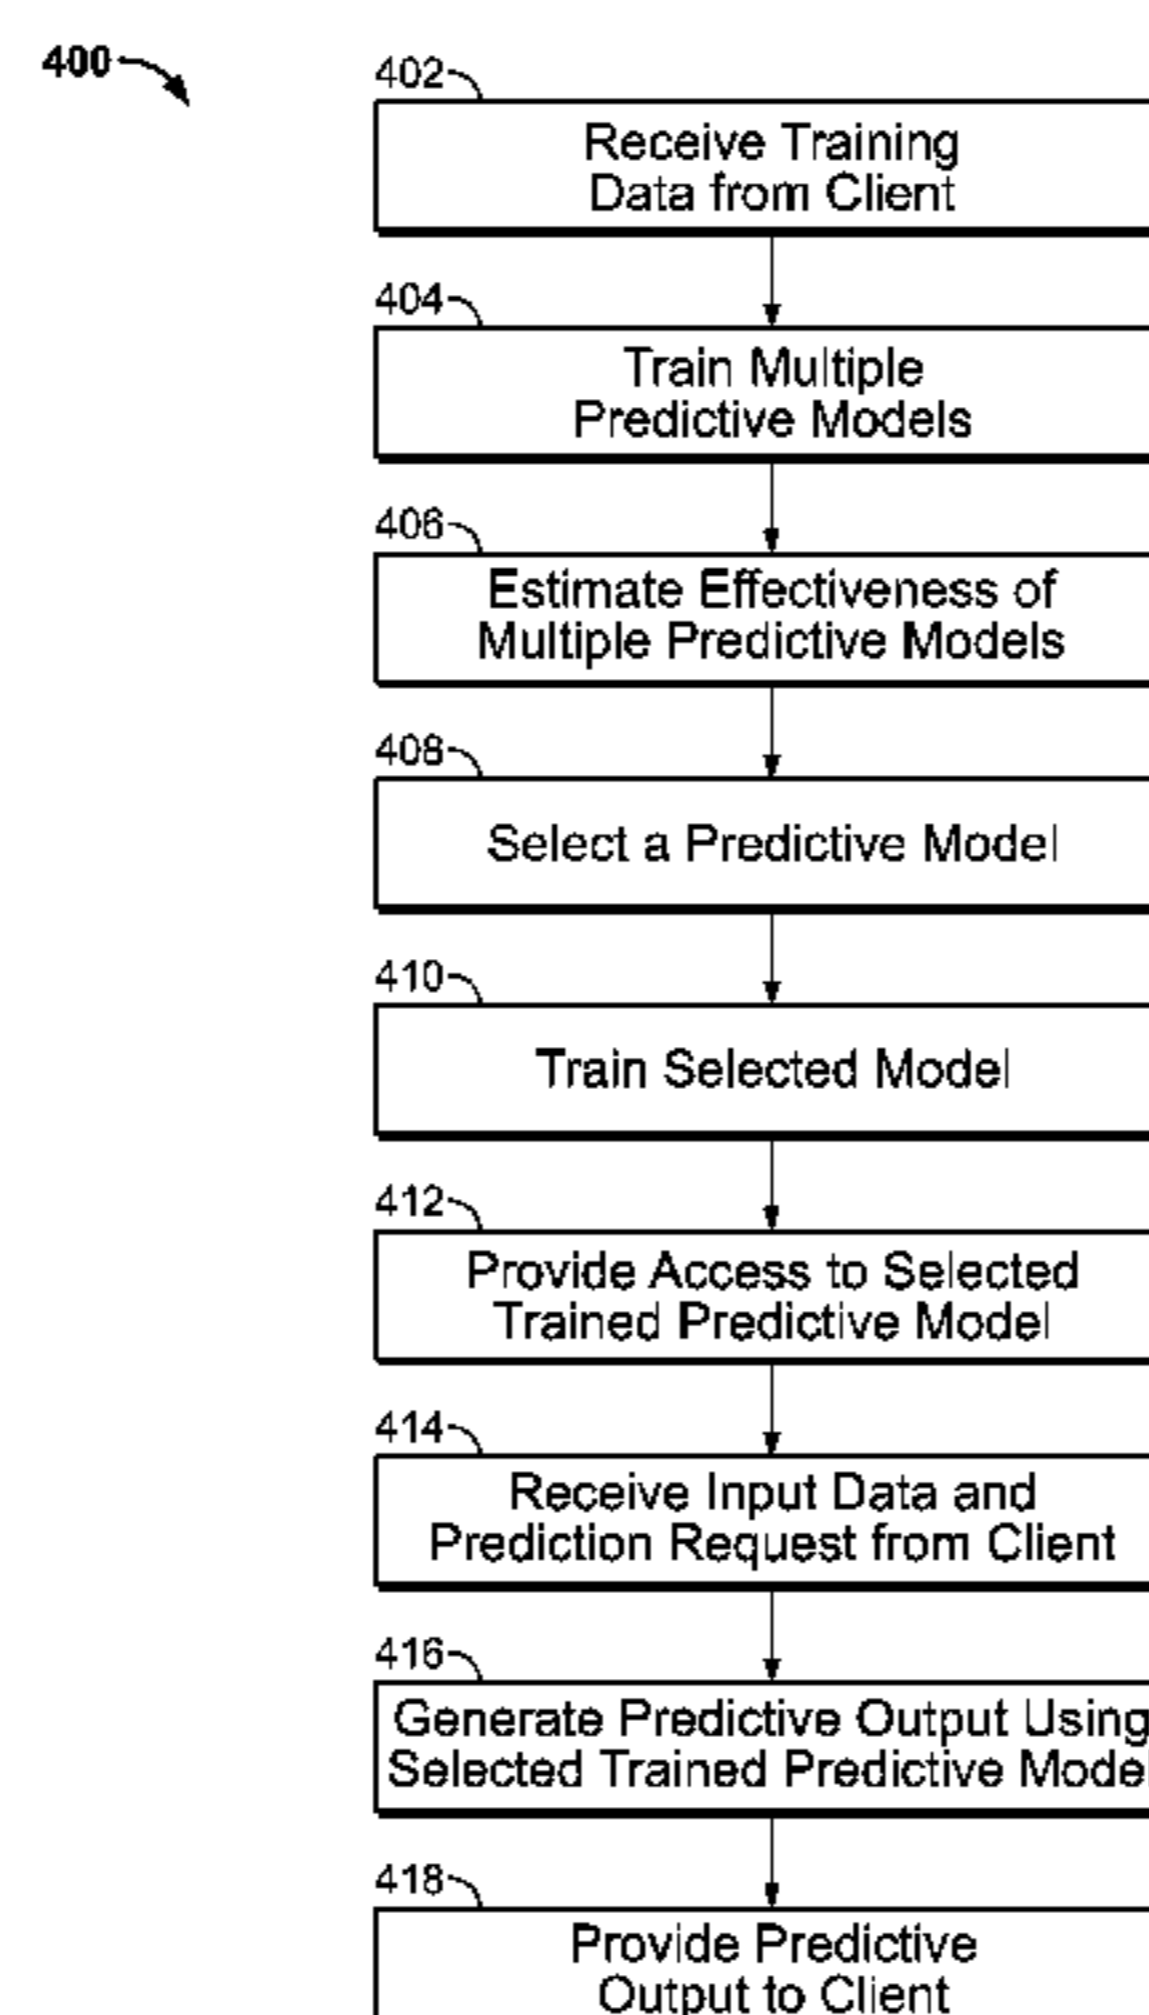 400
402
Receive Training
Data from Client
404
Train Multiple
Predictive Models
406
Estimate Effectiveness of
Multiple Predictive Models
408
Select a Predictive Model
410
Train Selected Model
412
Provide Access to Selected
Trained Predictive Model
414
Receive Input Data and
Prediction Request from Client
416
Generate Predictive Output Using
Selected Trained Predictive Model
418
Provide Predictive
Output to Client